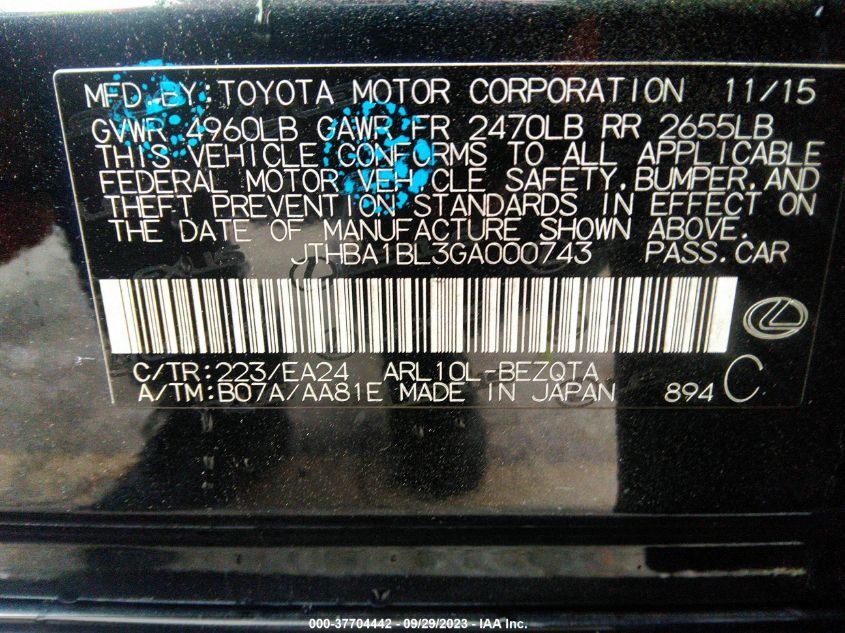 MFD.BY:TOYOTA MOTOR CORPORATION 11/15
GVWR 4960LB GAWR FR 2470LB RR 2655LB
THIS VEHICLE CONFORMS TO ALL APPLICABLE
FEDERAL MOTOR VEHICLE SAFETY,BUMPER,AND
THEFT PREVENTION STANDARDS IN EFFECT ON
THE DATE OF MANUFACTURE SHOWN ABOVE.
JTHBA1BL3GA000743 PASS.CAR
C/TR:223/EA24 ARL10L-BEZQTA
A/TM:B07A/AA81E MADE IN JAPAN 894 C
000-37704442 - 09/29/2023 - IAA Inc.